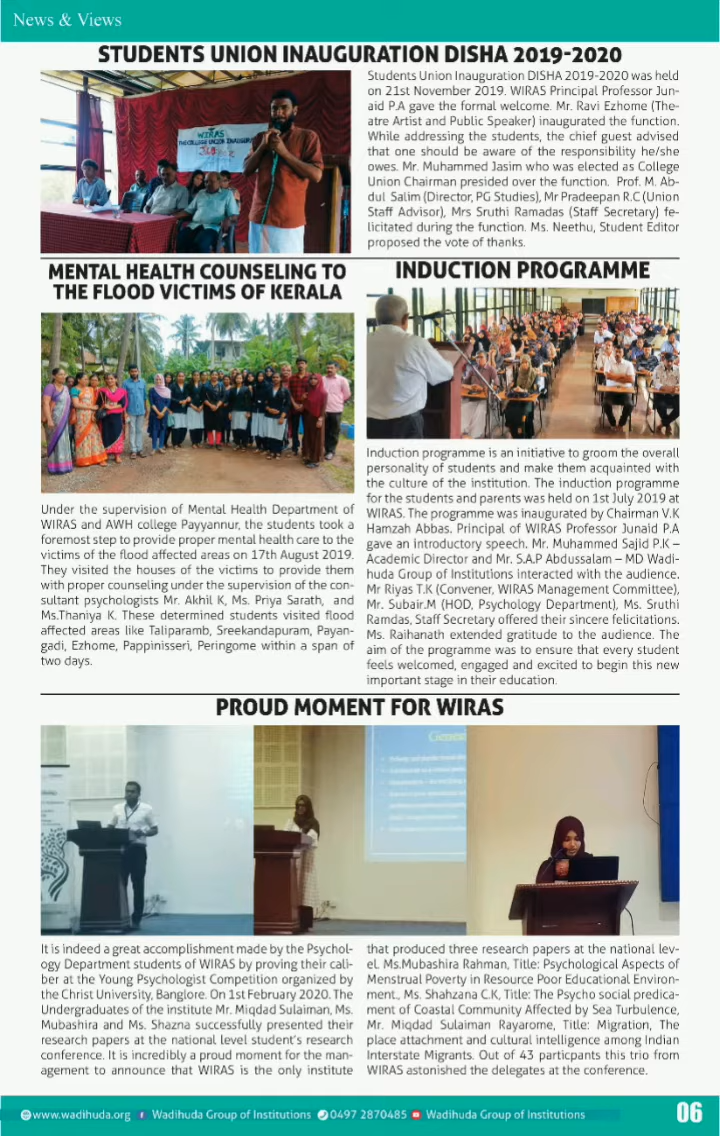 News & Views
STUDENTS UNION INAUGURATION DISHA 2019-2020
WIRAS
Students Union Inauguration DISHA 2019-2020 was held
on 21st November 2019. WIRAS Principal Professor Jun-
aid P.A gave the formal welcome. Mr. Ravi Ezhome (The-
atre Artist and Public Speaker) inaugurated the function.
While addressing the students, the chief guest advised
that one should be aware of the responsibility he/she
owes. Mr. Muhammed Jasim who was elected as College
Union Chairman presided over the function. Prof. M. Ab-
dul Salim (Director, PG Studies), Mr Pradeepan R.C (Union
Staff Advisor), Mrs Sruthi Ramadas (Staff Secretary) fe-
licitated during the function. Ms. Neethu, Student Editor
proposed the vote of thanks.
MENTAL HEALTH COUNSELING TO
THE FLOOD VICTIMS OF KERALA
Under the supervision of Mental Health Department of
WIRAS and AWH college Payyannur, the students took a
foremost step to provide proper mental health care to the
victims of the flood affected areas on 17th August 2019.
They visited the houses of the victims to provide them
with proper counseling under the supervision of the con-
sultant psychologists Mr. Akhil K, Ms. Priya Sarath, and
Ms.Thaniya K. These determined students visited flood
affected areas like Taliparamb, Sreekandapuram, Payan-
gadi, Ezhome, Pappinisseri, Peringome within a span of
two days.
INDUCTION PROGRAMME
Induction programme is an initiative to groom the overall
personality of students and make them acquainted with
the culture of the institution. The induction programme
for the students and parents was held on 1st July 2019 at
WIRAS. The programme was inaugurated by Chairman V.K
Hamzah Abbas. Principal of WIRAS Professor Junaid P.A
gave an introductory speech. Mr. Muhammed Sajid P.K –
Academic Director and Mr. S.A.P Abdussalam – MD Wadi-
huda Group of Institutions interacted with the audience.
Mr Riyas T.K (Convener, WIRAS Management Committee),
Mr. Subair.M (HOD, Psychology Department), Ms. Sruthi
Ramdas, Staff Secretary offered their sincere felicitations.
Ms. Raihanath extended gratitude to the audience. The
aim of the programme was to ensure that every student
feels welcomed, engaged and excited to begin this new
important stage in their education.
PROUD MOMENT FOR WIRAS
It is indeed a great accomplishment made by the Psychol-
ogy Department students of WIRAS by proving their cali-
ber at the Young Psychologist Competition organized by
the Christ University, Banglore. On 1st February 2020. The
Undergraduates of the institute Mr. Miqdad Sulaiman, Ms.
Mubashira and Ms. Shazna successfully presented their
research papers at the national level student's research
conference. It is incredibly a proud moment for the man-
agement to announce that WIRAS is the only institute
that produced three research papers at the national lev-
el. Ms.Mubashira Rahman, Title: Psychological Aspects of
Menstrual Poverty in Resource Poor Educational Environ-
ment., Ms. Shahzana C.K, Title: The Psycho social predica-
ment of Coastal Community Affected by Sea Turbulence,
Mr. Miqdad Sulaiman Rayarome, Title: Migration, The
place attachment and cultural intelligence among Indian
Interstate Migrants. Out of 43 particpants this trio from
WIRAS astonished the delegates at the conference.
www.wadihuda.org Wadihuda Group of Institutions 0497 2870485 Wadihuda Group of Institutions
06